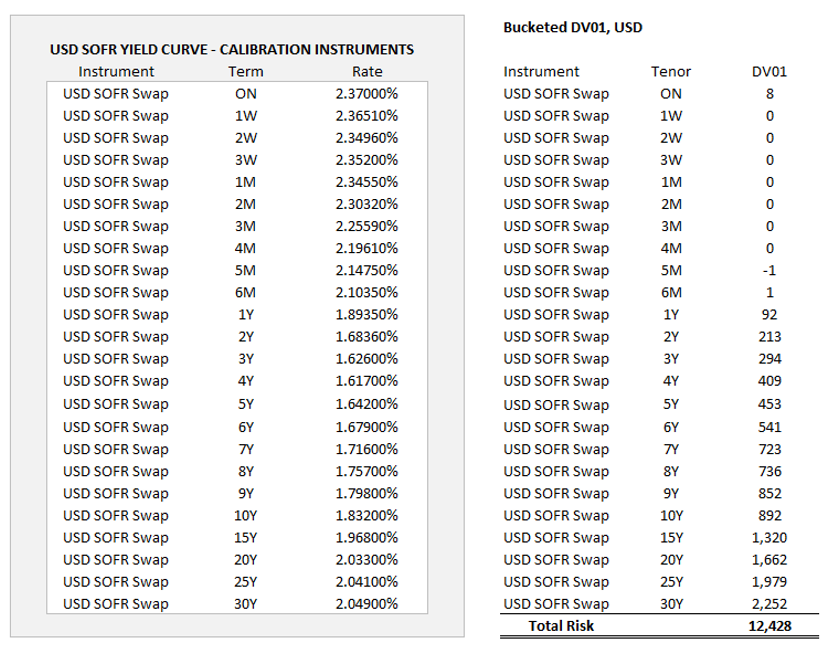 USD SOFR YIELD CURVE - CALIBRATION INSTRUMENTS
Instrument Term Rate
USD SOFR Swap ON 2.37000%
USD SOFR Swap 1W 2.36510%
USD SOFR Swap 2W 2.34960%
USD SOFR Swap 3W 2.35200%
USD SOFR Swap 1M 2.34550%
USD SOFR Swap 2M 2.30320%
USD SOFR Swap 3M 2.25590%
USD SOFR Swap 4M 2.19610%
USD SOFR Swap 5M 2.14750%
USD SOFR Swap 6M 2.10350%
USD SOFR Swap 1Y 1.89350%
USD SOFR Swap 2Y 1.68360%
USD SOFR Swap 3Y 1.62600%
USD SOFR Swap 4Y 1.61700%
USD SOFR Swap 5Y 1.64200%
USD SOFR Swap 6Y 1.67900%
USD SOFR Swap 7Y 1.71600%
USD SOFR Swap 8Y 1.75700%
USD SOFR Swap 9Y 1.79800%
USD SOFR Swap 10Y 1.83200%
USD SOFR Swap 15Y 1.96800%
USD SOFR Swap 20Y 2.03300%
USD SOFR Swap 25Y 2.04100%
USD SOFR Swap 30Y 2.04900%
Bucketed DV01, USD
Instrument Tenor DV01
USD SOFR Swap ON 8
USD SOFR Swap 1W 0
USD SOFR Swap 2W 0
USD SOFR Swap 3W 0
USD SOFR Swap 1M 0
USD SOFR Swap 2M 0
USD SOFR Swap 3M 0
USD SOFR Swap 4M 0
USD SOFR Swap 5M -1
USD SOFR Swap 6M 1
USD SOFR Swap 1Y 92
USD SOFR Swap 2Y 213
USD SOFR Swap 3Y 294
USD SOFR Swap 4Y 409
USD SOFR Swap 5Y 453
USD SOFR Swap 6Y 541
USD SOFR Swap 7Y 723
USD SOFR Swap 8Y 736
USD SOFR Swap 9Y 852
USD SOFR Swap 10Y 892
USD SOFR Swap 15Y 1,320
USD SOFR Swap 20Y 1,662
USD SOFR Swap 25Y 1,979
USD SOFR Swap 30Y 2,252
Total Risk 12,428